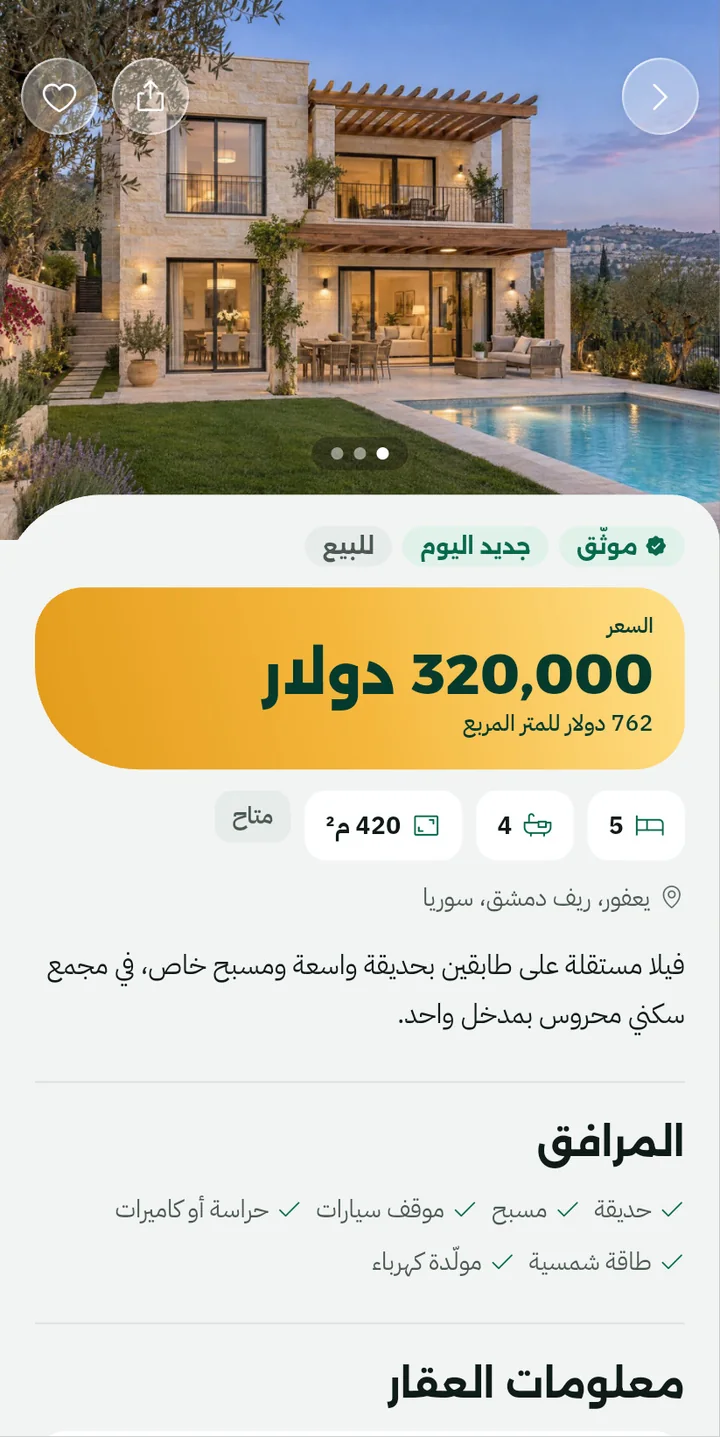 موثّق
جديد اليوم
للبيع
السعر
320,000 دولار
762 دولار للمتر المربع
5
4
420 م²
متاح
يعفور، ريف دمشق، سوريا
فيلا مستقلة على طابقين بحديقة واسعة ومسبح خاص، في مجمع
سكني محروس بمدخل واحد.
المرافق
حديقة مسبح موقف سيارات حراسة أو كاميرات
طاقة شمسية مولّدة كهرباء
معلومات العقار